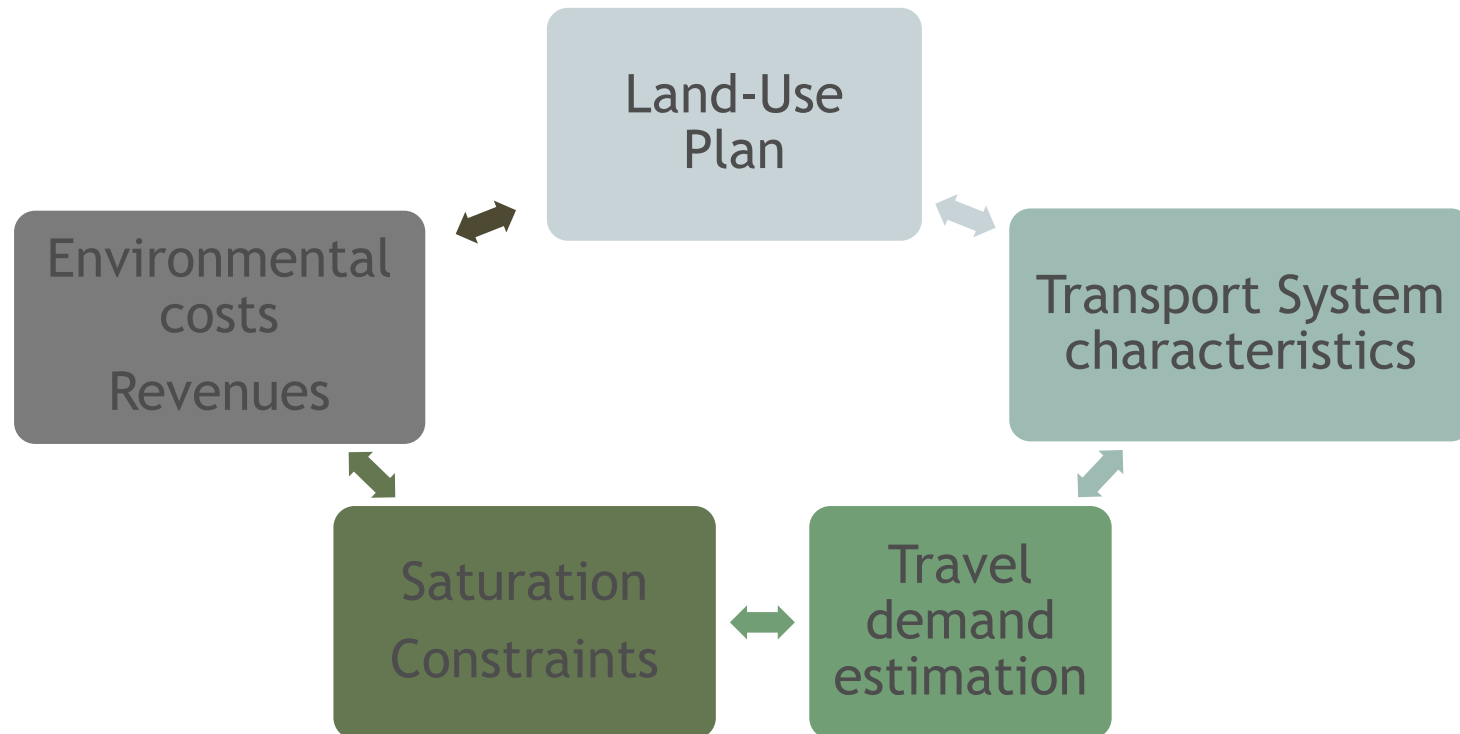 Land-Use
Plan
Environmental
costs
Revenues
Transport System
characteristics
Saturation
Constraints
Travel
demand
estimation